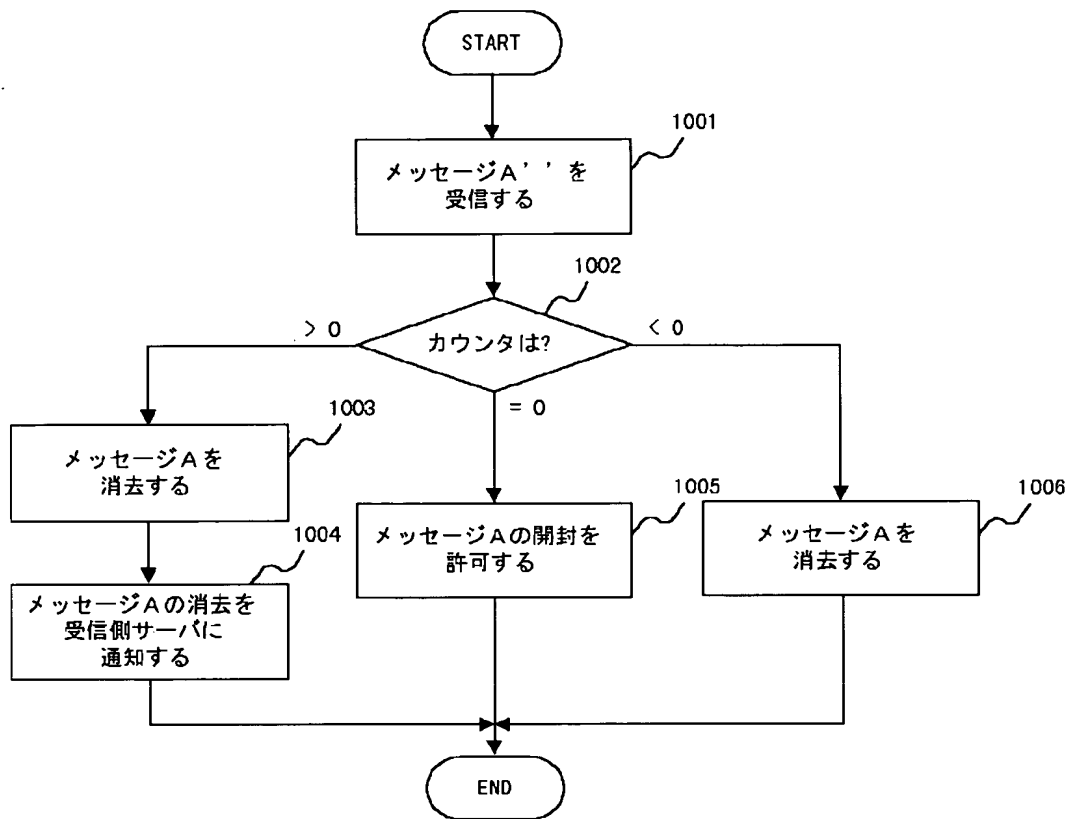 START
1001
メッセージA''を
受信する
1002
> 0
カウンタは?
< 0
= 0
1003
メッセージAを
消去する
1005
メッセージAの開封を
許可する
1006
メッセージAを
消去する
1004
メッセージAの消去を
受信側サーバに
通知する
END